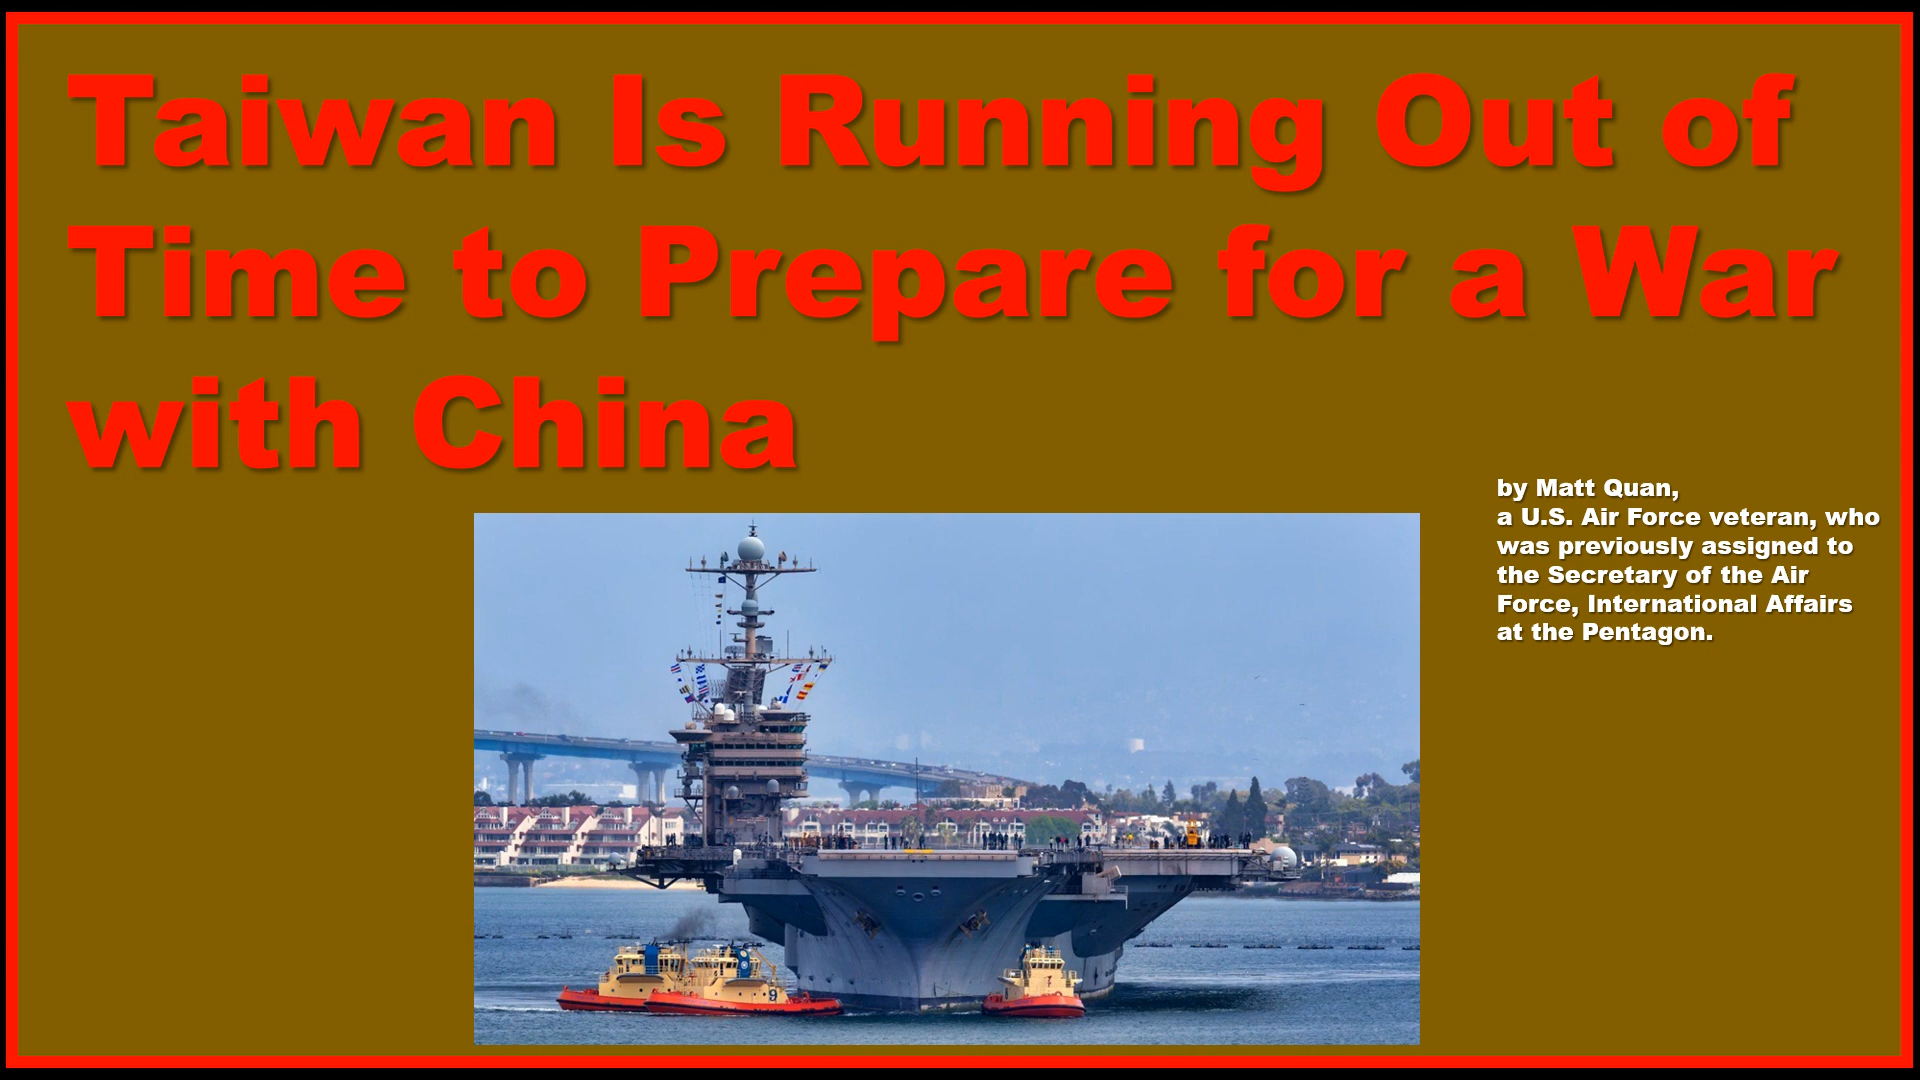 Taiwan Is Running Out of
Time to Prepare for a War
with China
by Matt Quan,
a U.S. Air Force veteran, who
was previously assigned to
the Secretary of the Air
Force, International Affairs
at the Pentagon.
9